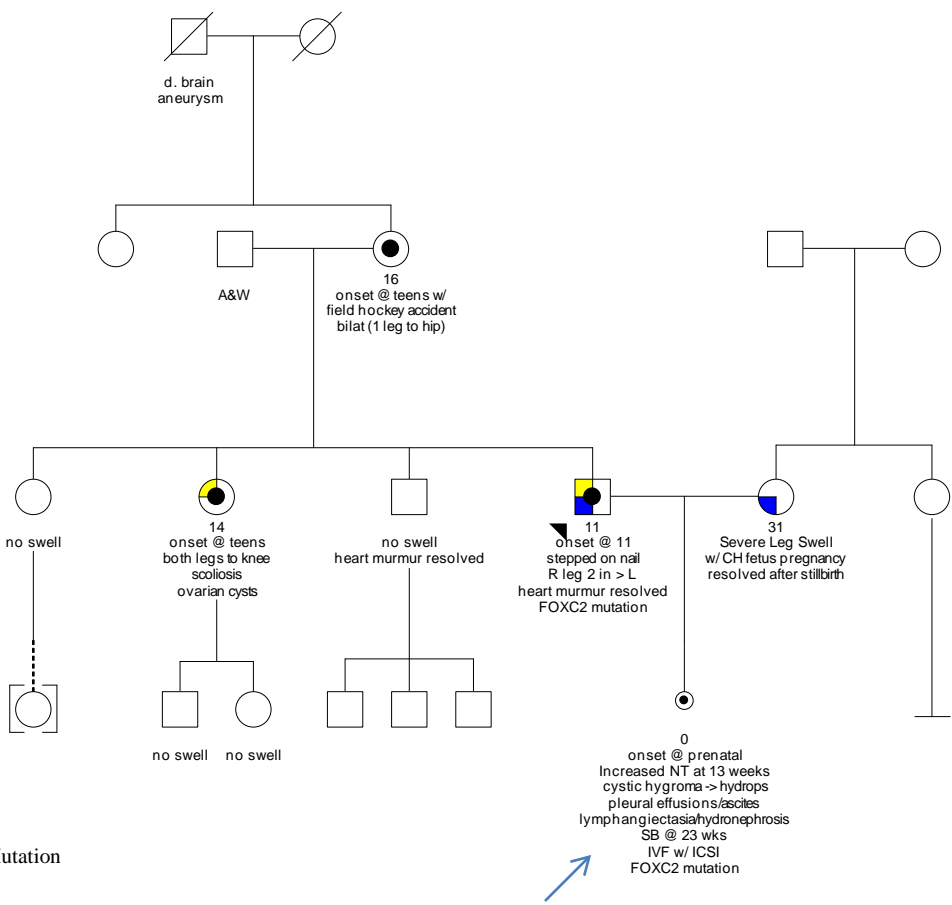 d. brain
aneurysm
A&W
16
onset @ teens w/
field hockey accident
bilat (1 leg to hip)
no swell
14
onset @ teens
both legs to knee
scoliosis
ovarian cysts
no swell
heart murmur resolved
11
onset @ 11
stepped on nail
R leg 2 in > L
heart murmur resolved
FOXC2 mutation
31
Severe Leg Swell
w/ CH fetus pregnancy
resolved after stillbirth
no swell
no swell
0
onset @ prenatal
Increased NT at 13 weeks
cystic hygroma -> hydrops
pleural effusions/ascites
lymphangiectasia/hydronephrosis
SB @ 23 wks
IVF w/ ICSI
FOXC2 mutation